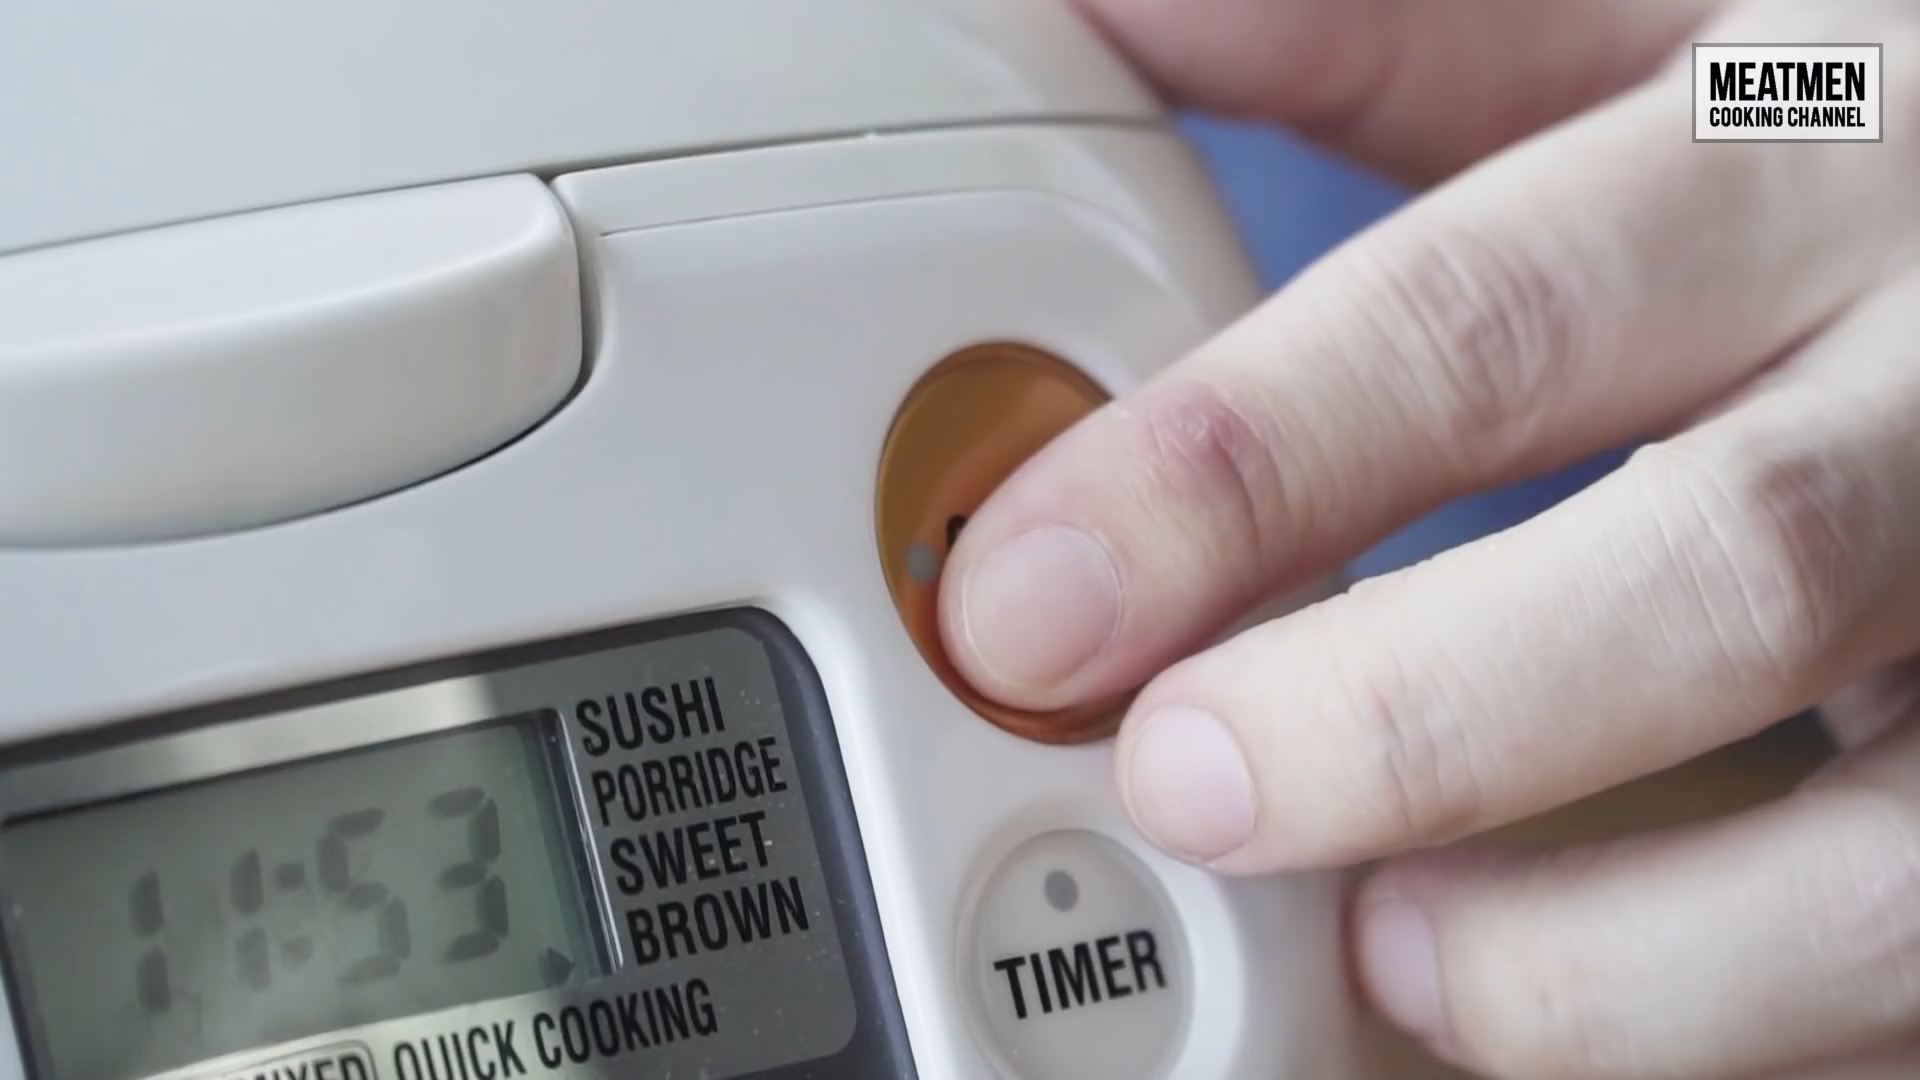 MEATMEN
COOKING CHANNEL
SUSHI
PORRIDGE
SWEET
BROWN
11:53
QUICK COOKING
TIMER